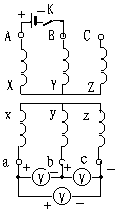 + - K
A B C
X Y Z
x y z
a b c
+ - + - -
V V
+ V -